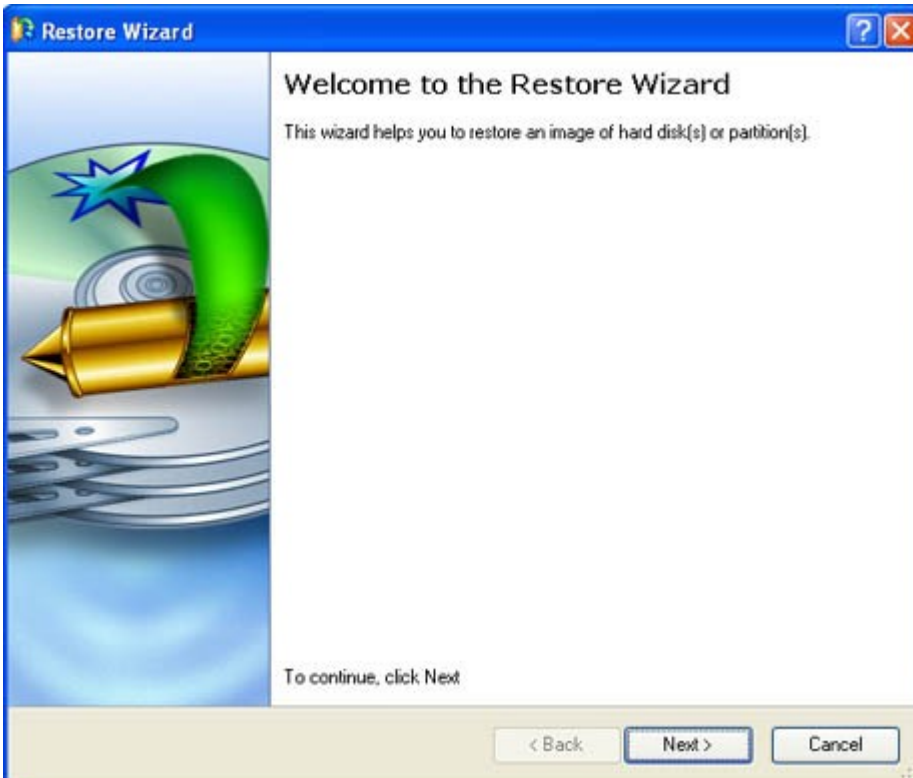 Restore Wizard
Welcome to the Restore Wizard
This wizard helps you to restore an image of hard disk(s) or partition(s).
To continue, click Next
< Back
Next >
Cancel